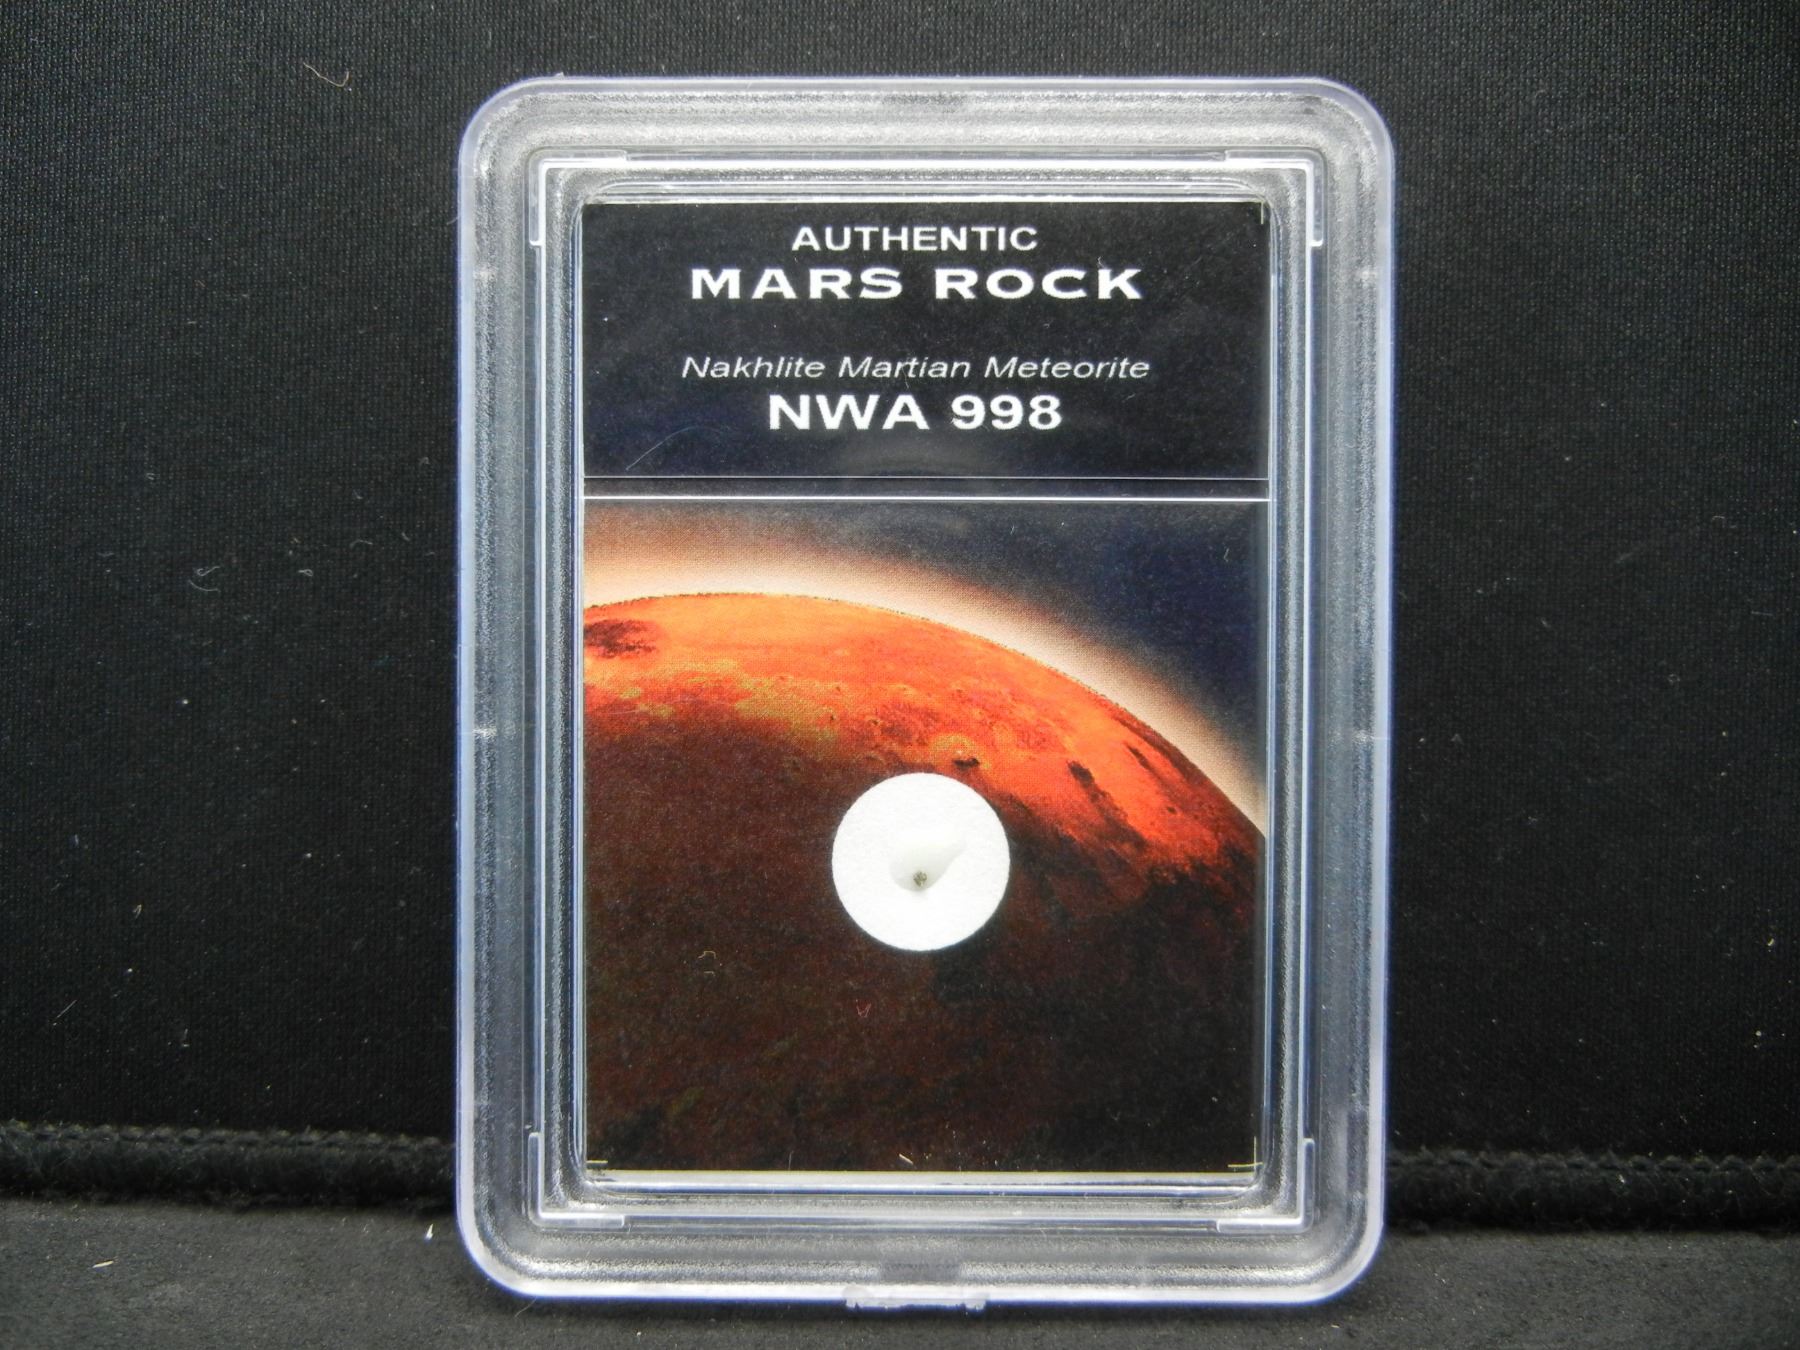 AUTHENTIC
MARS ROCK
Nakhlite Martian Meteorite
NWA 998